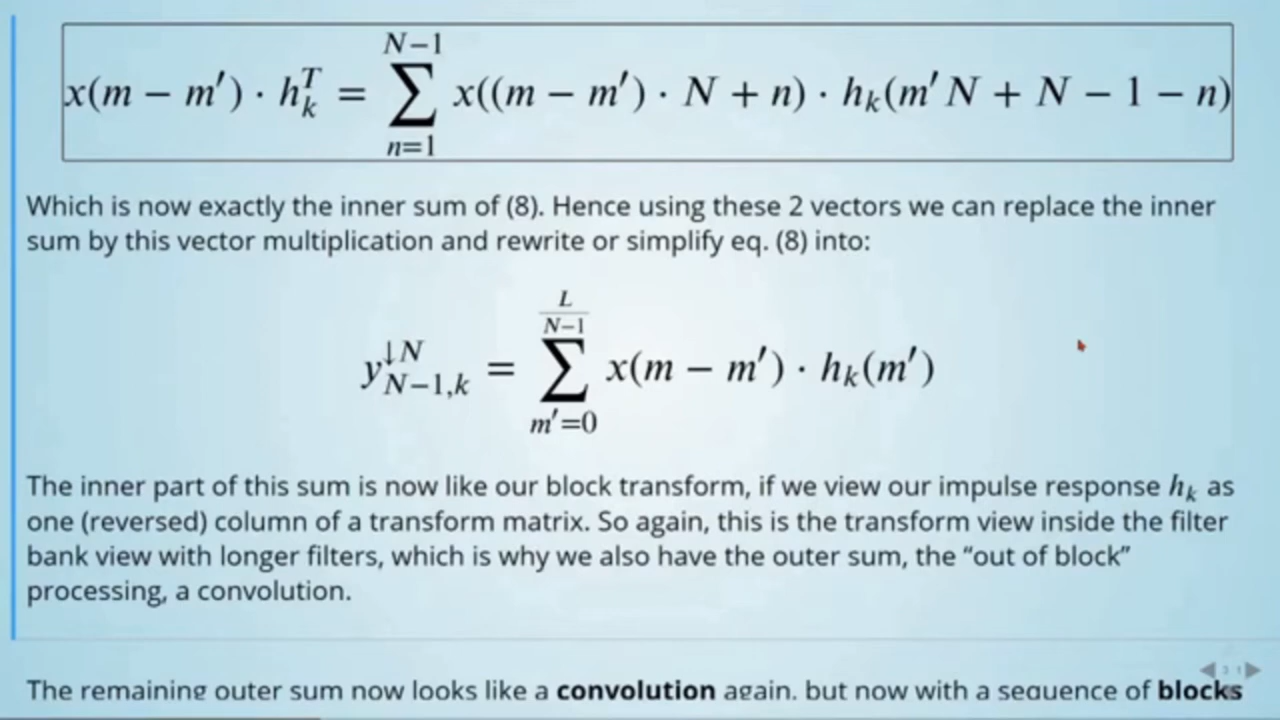 x(m − m′) · h_k^T = ∑_{n=1}^{N−1} x((m − m′) · N + n) · h_k(m′N + N − 1 − n)
Which is now exactly the inner sum of (8). Hence using these 2 vectors we can replace the inner
sum by this vector multiplication and rewrite or simplify eq. (8) into:
y_{N−1,k}^{↓N} = ∑_{m′=0}^{\frac{L}{N−1}} x(m − m′) · h_k(m′)
The inner part of this sum is now like our block transform, if we view our impulse response h_k as
one (reversed) column of a transform matrix. So again, this is the transform view inside the filter
bank view with longer filters, which is why we also have the outer sum, the “out of block”
processing, a convolution.
The remaining outer sum now looks like a convolution again, but now with a sequence of blocks